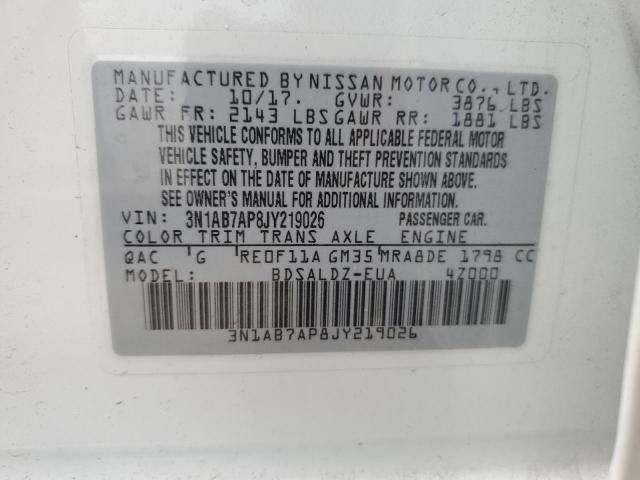 MANUFACTURED BY NISSAN MOTOR CO., LTD.
DATE: 10/17. GVWR: 3876 LBS
GAWR FR: 2143 LBS GAWR RR: 1881 LBS
THIS VEHICLE CONFORMS TO ALL APPLICABLE FEDERAL MOTOR
VEHICLE SAFETY, BUMPER AND THEFT PREVENTION STANDARDS
IN EFFECT ON THE DATE OF MANUFACTURE SHOWN ABOVE.
SEE OWNER'S MANUAL FOR ADDITIONAL INFORMATION.
VIN: 3N1AB7AP8JY219026 PASSENGER CAR.
COLOR TRIM TRANS AXLE ENGINE
QAC G RE0F11A GM35 MRA8DE 1798 CC
MODEL: BDSALDZ-EUA 4Z000
3N1AB7AP8JY219026